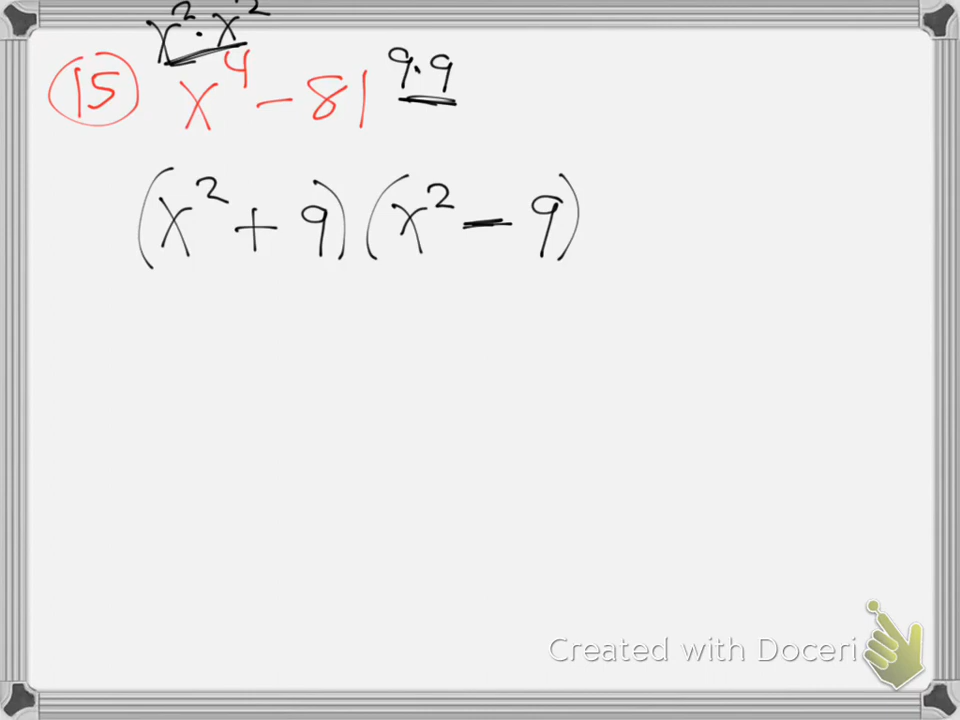 x² · x²
15 x⁴ - 81 9·9
(x² + 9)(x² - 9)
Created with Doceri